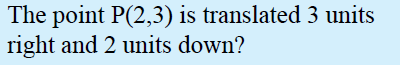 The point P(2,3) is translated 3 units
right and 2 units down?